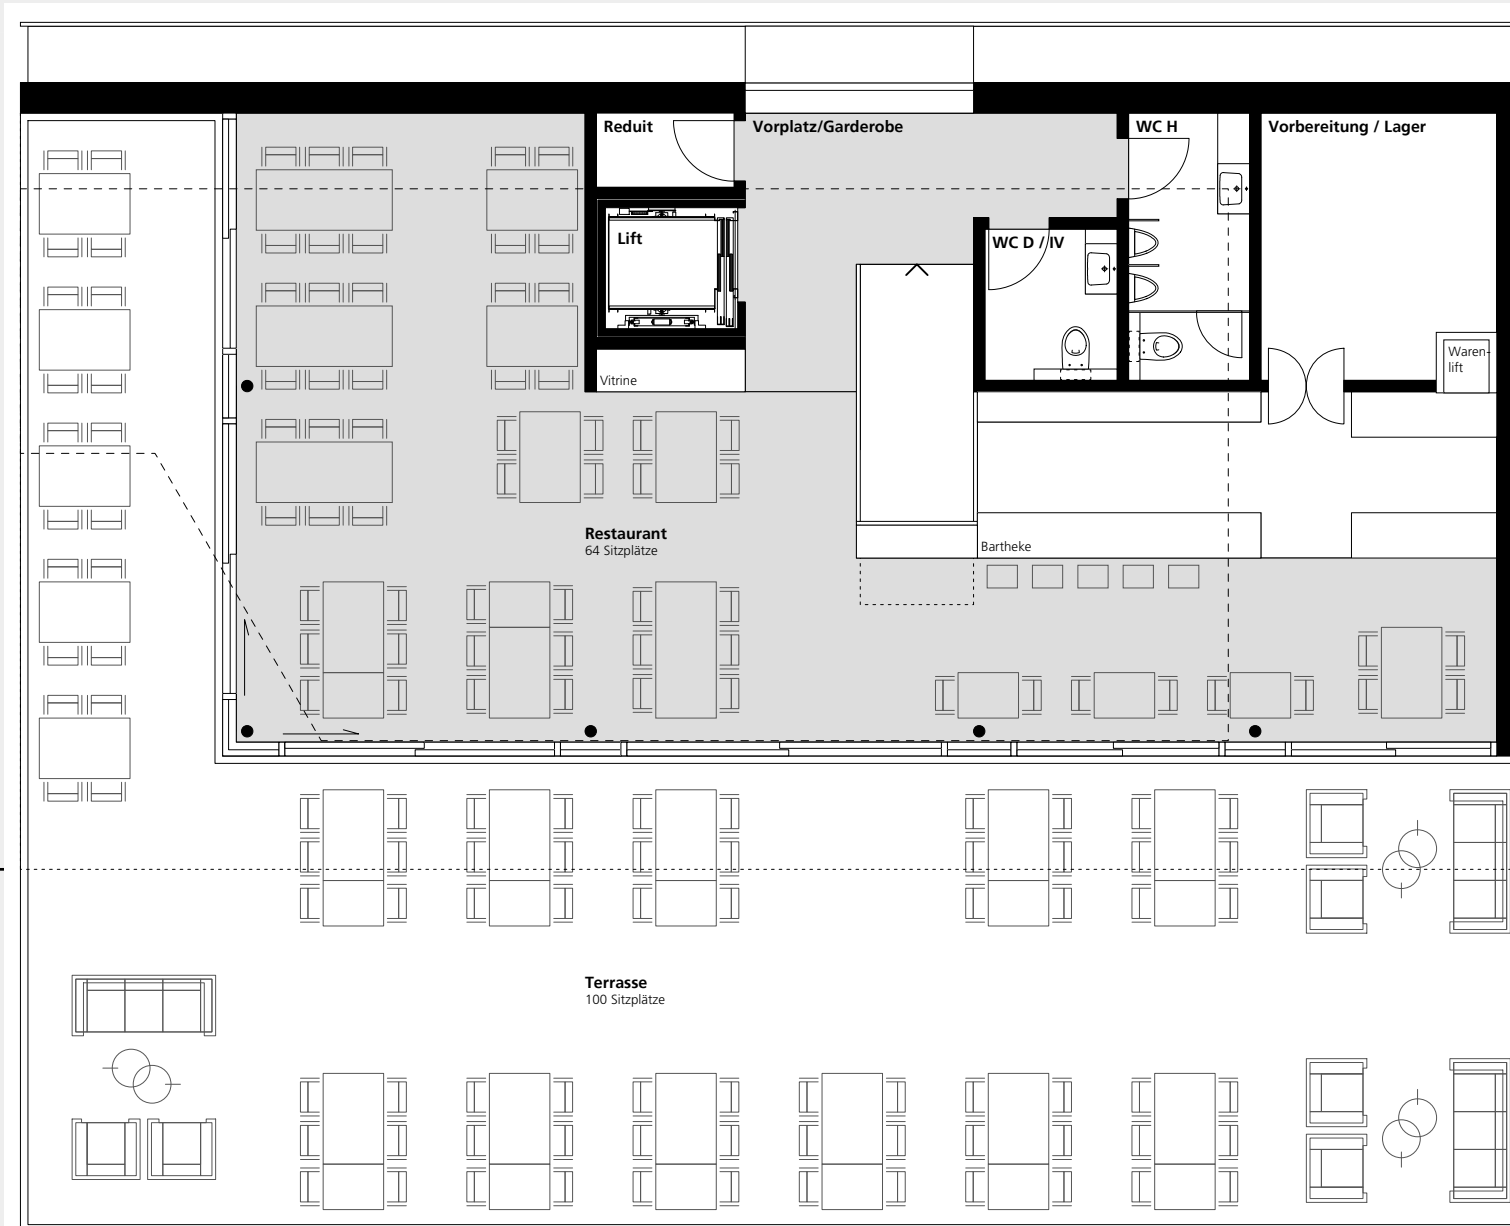 Reduit
Vorplatz/Garderobe
WC H
Vorbereitung / Lager
Lift
WC D / IV
Waren-
lift
Vitrine
Restaurant
64 Sitzplätze
Bartheke
Terrasse
100 Sitzplätze